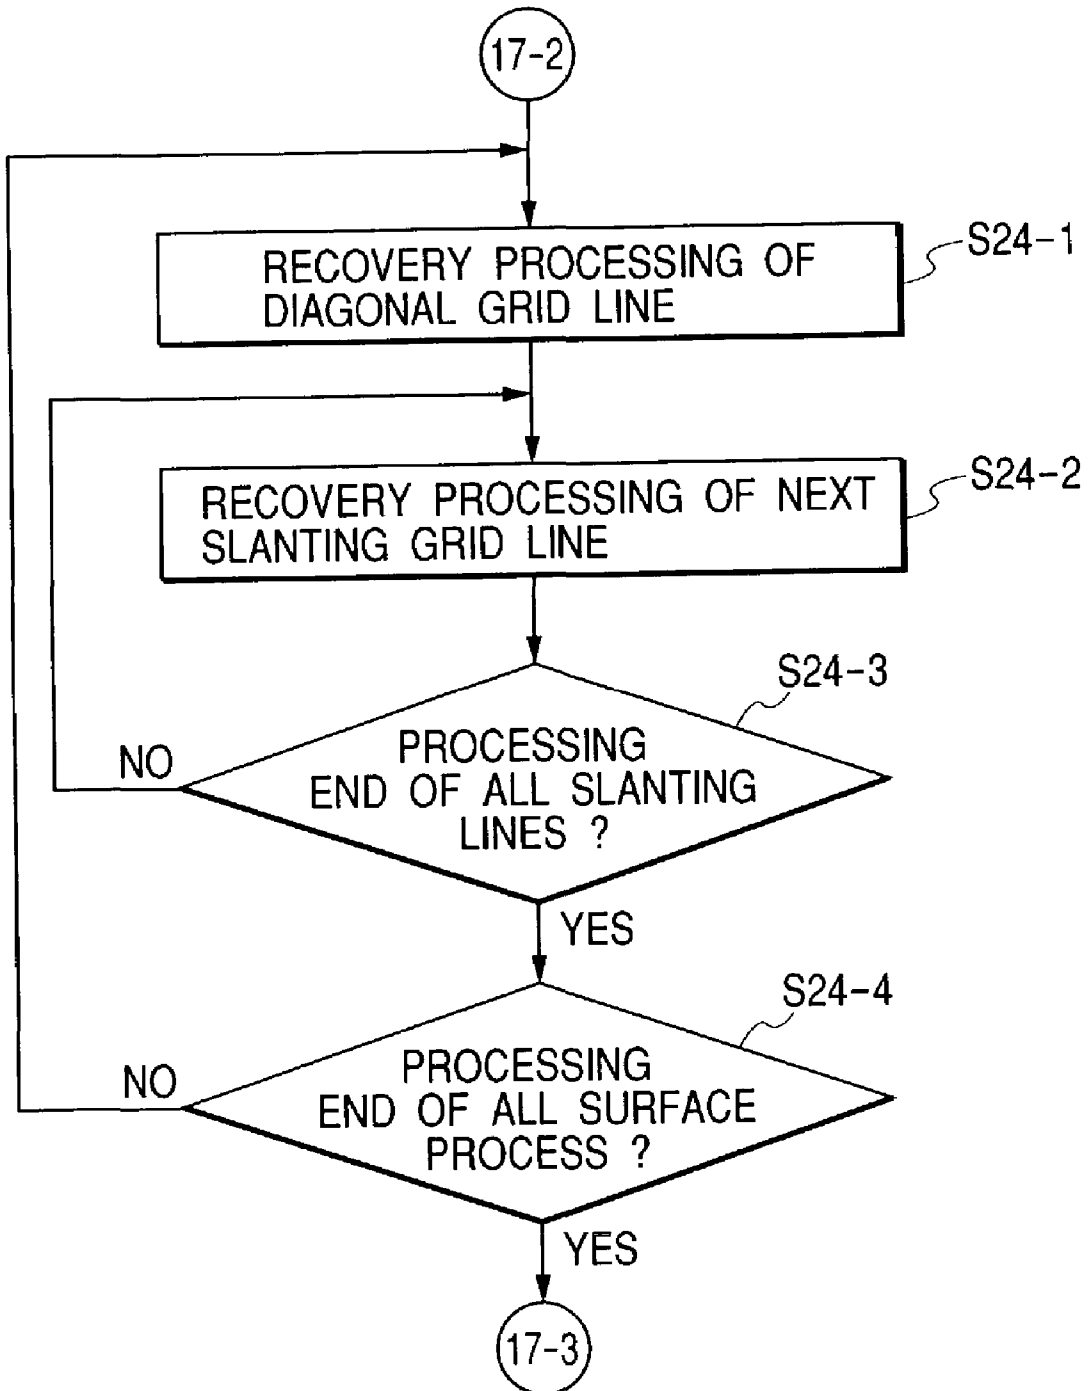 17-2
RECOVERY PROCESSING OF
DIAGONAL GRID LINE
S24-1
RECOVERY PROCESSING OF NEXT
SLANTING GRID LINE
S24-2
S24-3
PROCESSING
END OF ALL SLANTING
LINES ?
NO
YES
S24-4
PROCESSING
END OF ALL SURFACE
PROCESS ?
NO
YES
17-3